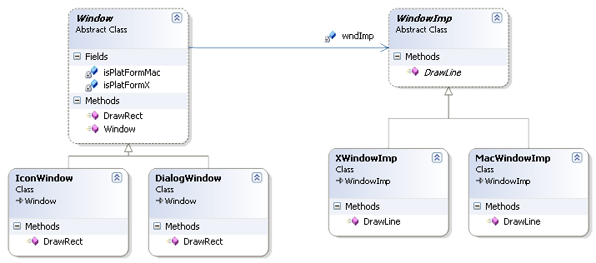 Window
Abstract Class
Fields
isPlatFormMac
isPlatFormX
Methods
DrawRect
Window
wndImp
WindowImp
Abstract Class
Methods
DrawLine
IconWindow
Class
Window
Methods
DrawRect
DialogWindow
Class
Window
Methods
DrawRect
XWindowImp
Class
WindowImp
Methods
DrawLine
MacWindowImp
Class
WindowImp
Methods
DrawLine